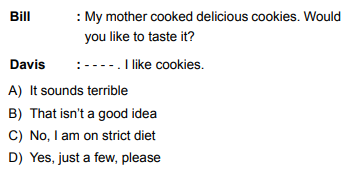 Bill : My mother cooked delicious cookies. Would
you like to taste it?
Davis : - - - - . I like cookies.
A) It sounds terrible
B) That isn’t a good idea
C) No, I am on strict diet
D) Yes, just a few, please